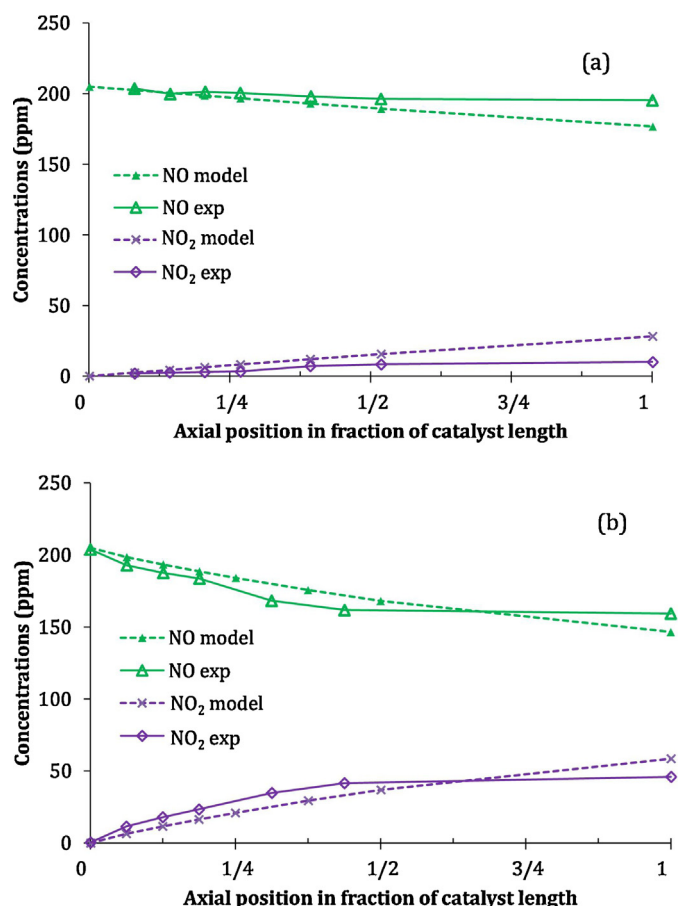 (a)
Concentrations (ppm)
250
200
150
100
50
0
NO model
NO exp
NO₂ model
NO₂ exp
0 1/4 1/2 3/4 1
Axial position in fraction of catalyst length
(b)
Concentrations (ppm)
250
200
150
100
50
0
NO model
NO exp
NO₂ model
NO₂ exp
0 1/4 1/2 3/4 1
Axial position in fraction of catalyst length